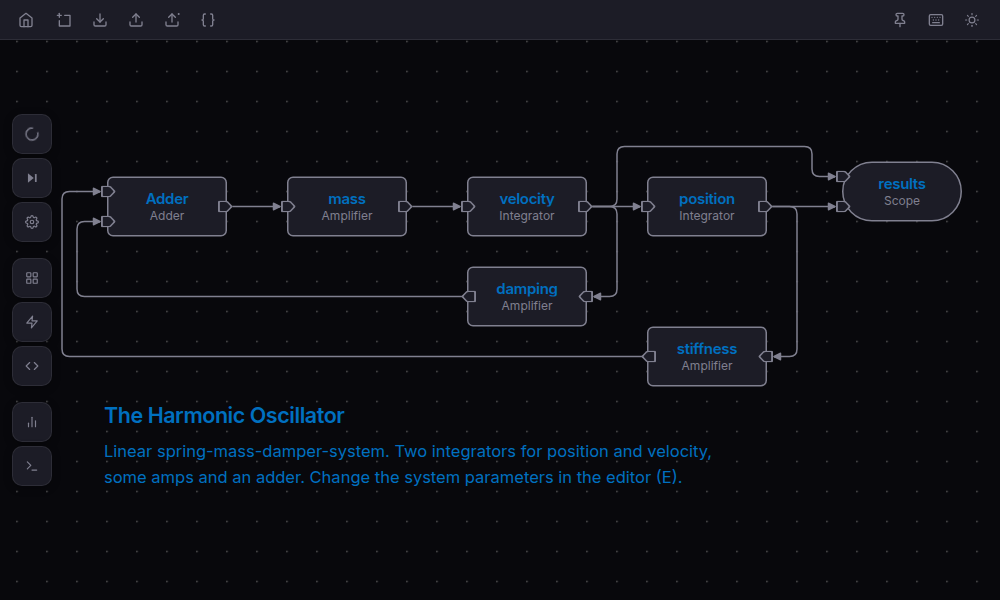 Adder
Adder
mass
Amplifier
velocity
Integrator
position
Integrator
results
Scope
damping
Amplifier
stiffness
Amplifier
The Harmonic Oscillator
Linear spring-mass-damper-system. Two integrators for position and velocity,
some amps and an adder. Change the system parameters in the editor (E).